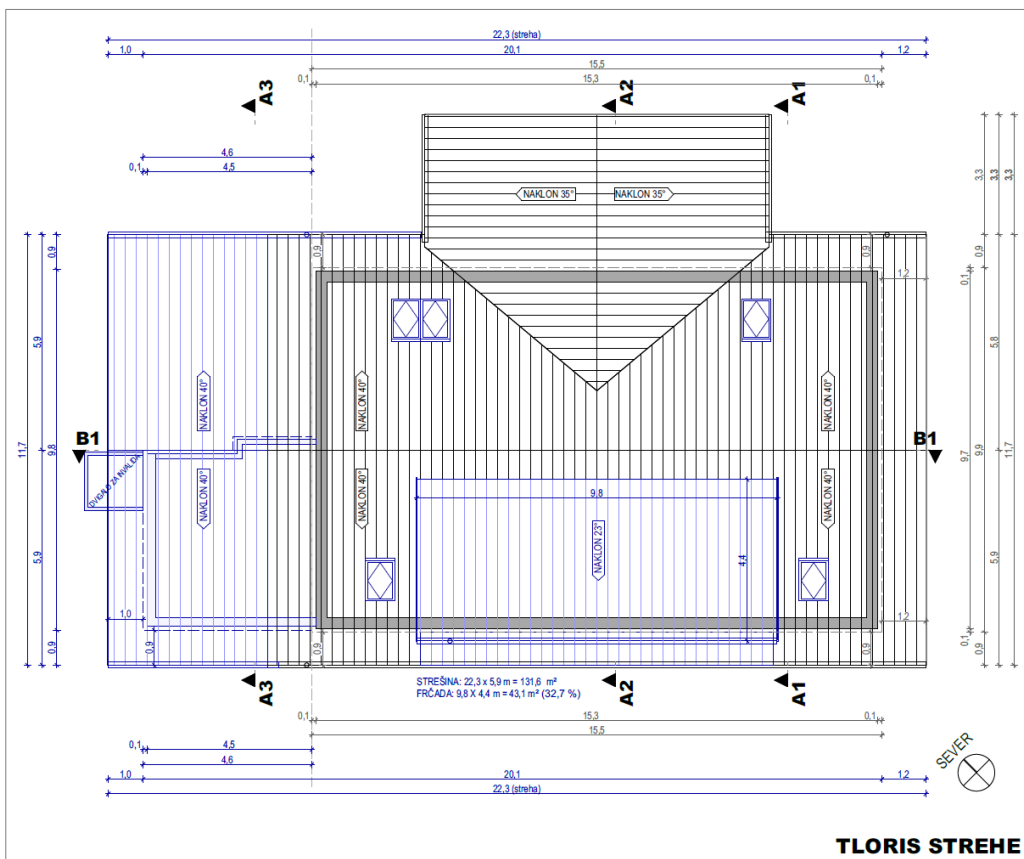 22,3 (streha)
1,0 20,1 1,2
15,5
0,1 15,3 0,1
A3 A2 A1
4,6
0,1 4,5
3,3 3,3 3,3
NAKLON 35° NAKLON 35°
0,9 0,9 0,9 0,9
1,2 0,1
5,9 5,8
NAKLON 40° NAKLON 40° NAKLON 40°
B1 B1
11,7 9,8 9,7 9,9 11,7
DVIGALO ZA INVALIDA
NAKLON 40° NAKLON 40° NAKLON 40°
9,8
NAKLON 23°
4,4
5,9 5,9
1,0 1,2
0,9 0,9 0,9 0,9 0,1 0,9
STREŠINA: 22,3 x 5,9 m = 131,6 m²
FRČADA: 9,8 X 4,4 m = 43,1 m² (32,7 %)
A3 A2 A1
0,1 15,3 0,1
15,5
0,1 4,5
4,6
1,0 20,1 1,2
22,3 (streha)
SEVER
TLORIS STREHE